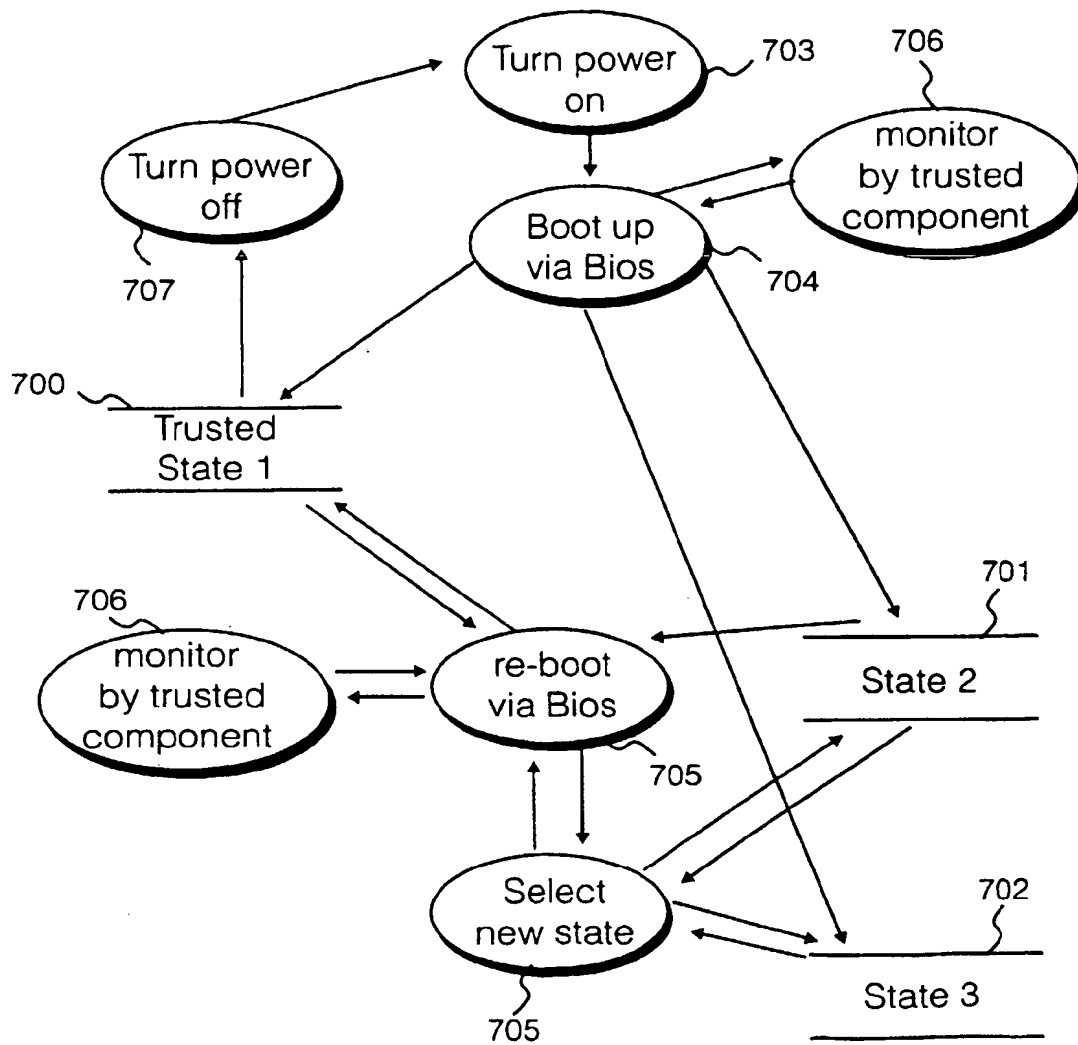 Turn power
on
703
706
monitor
by trusted
component
Turn power
off
707
Boot up
via Bios
704
700
Trusted
State 1
701
State 2
706
monitor
by trusted
component
re-boot
via Bios
705
Select
new state
705
702
State 3